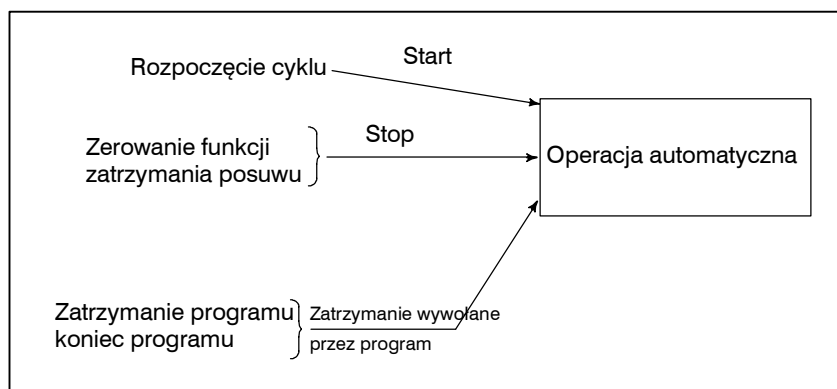 Rozpoczęcie cyklu
Start
Zerowanie funkcji
zatrzymania posuwu
Stop
Operacja automatyczna
Zatrzymanie programu
koniec programu
Zatrzymanie wywołane
przez program